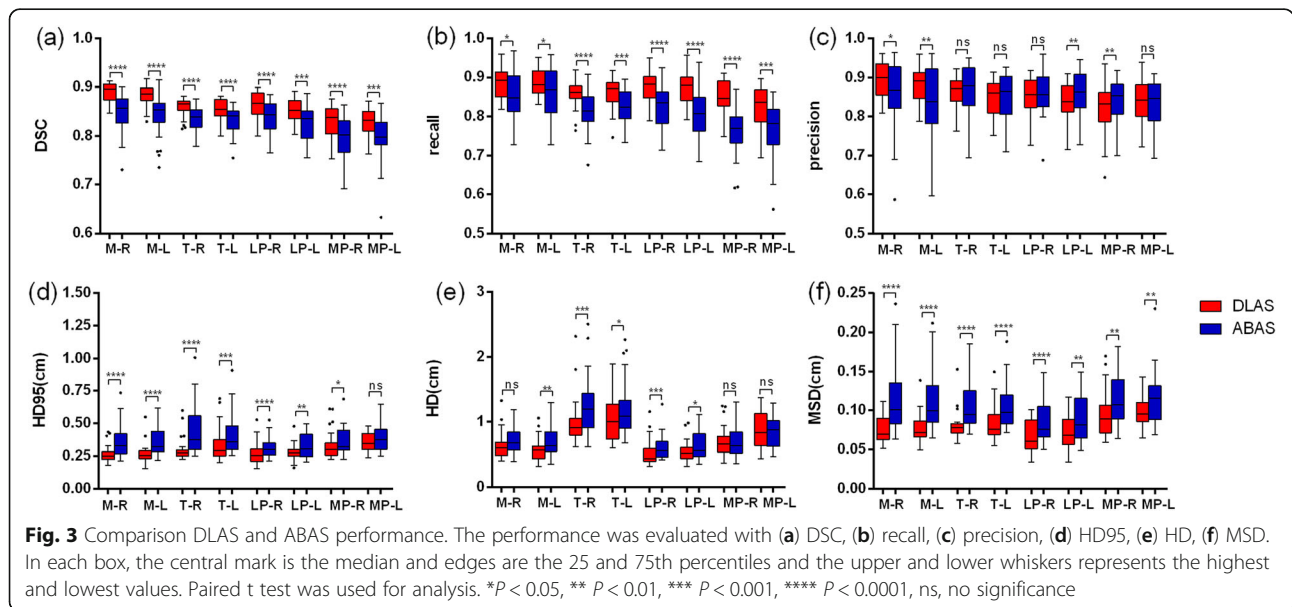 (a)
**** **** **** **** **** *** **** ***
DSC
1.0
0.9
0.8
0.7
0.6
M-R M-L T-R T-L LP-R LP-L MP-R MP-L
(b)
* * **** *** **** **** **** ***
recall
1.0
0.9
0.8
0.7
0.6
0.5
M-R M-L T-R T-L LP-R LP-L MP-R MP-L
(c)
* ** ns ns ns ** ** ns
precision
1.0
0.9
0.8
0.9
0.6
0.5
M-R M-L T-R T-L LP-R LP-L MP-R MP-L
(d)
**** **** **** *** **** ** * ns
HD95(cm)
1.50
1.25
1.00
0.75
0.50
0.25
0.00
M-R M-L T-R T-L LP-R LP-L MP-R MP-L
(e)
ns ** *** * *** * ns ns
HD(cm)
3
2
1
0
M-R M-L T-R T-L LP-R LP-L MP-R MP-L
(f)
**** **** **** **** **** ** ** **
MSD(cm)
0.25
0.20
0.15
0.10
0.05
0.00
M-R M-L T-R T-L LP-R LP-L MP-R MP-L
DLAS
ABAS
Fig. 3 Comparison DLAS and ABAS performance. The performance was evaluated with (a) DSC, (b) recall, (c) precision, (d) HD95, (e) HD, (f) MSD.
In each box, the central mark is the median and edges are the 25 and 75th percentiles and the upper and lower whiskers represents the highest
and lowest values. Paired t test was used for analysis. *P < 0.05, ** P < 0.01, *** P < 0.001, **** P < 0.0001, ns, no significance